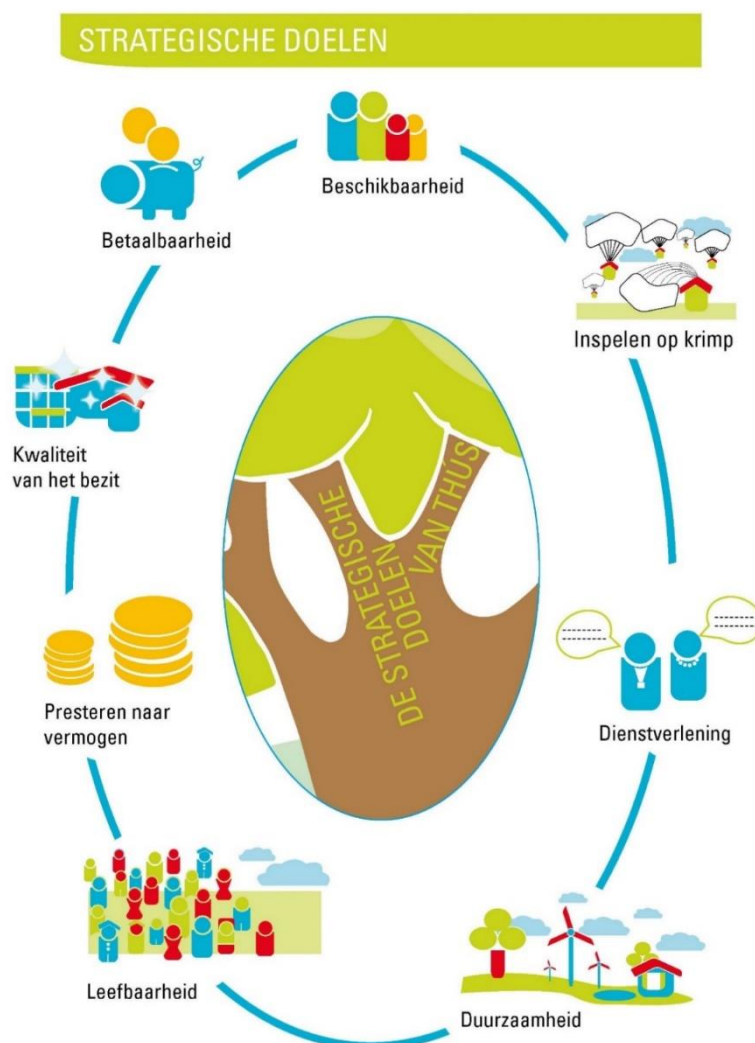 STRATEGISCHE DOELEN
Beschikbaarheid
Betaalbaarheid
Inspelen op krimp
Kwaliteit
van het bezit
DE STRATEGISCHE
DOELEN
VAN THÚS
Presteren naar
vermogen
Dienstverlening
Leefbaarheid
Duurzaamheid